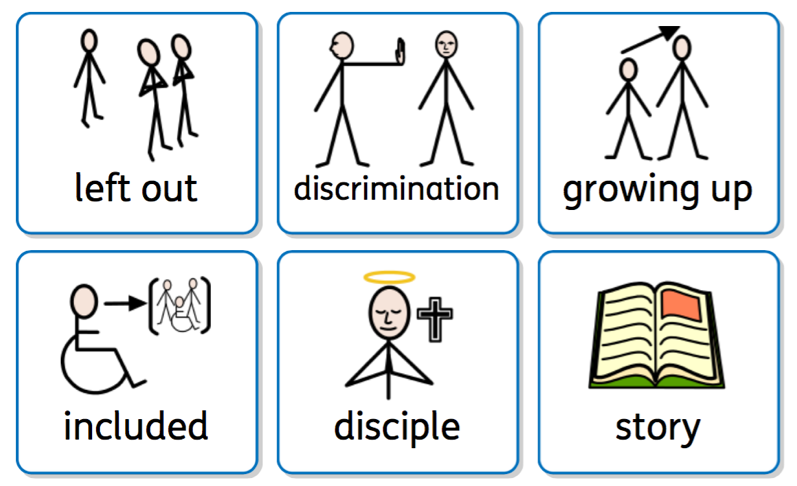 left out
discrimination
growing up
included
disciple
story